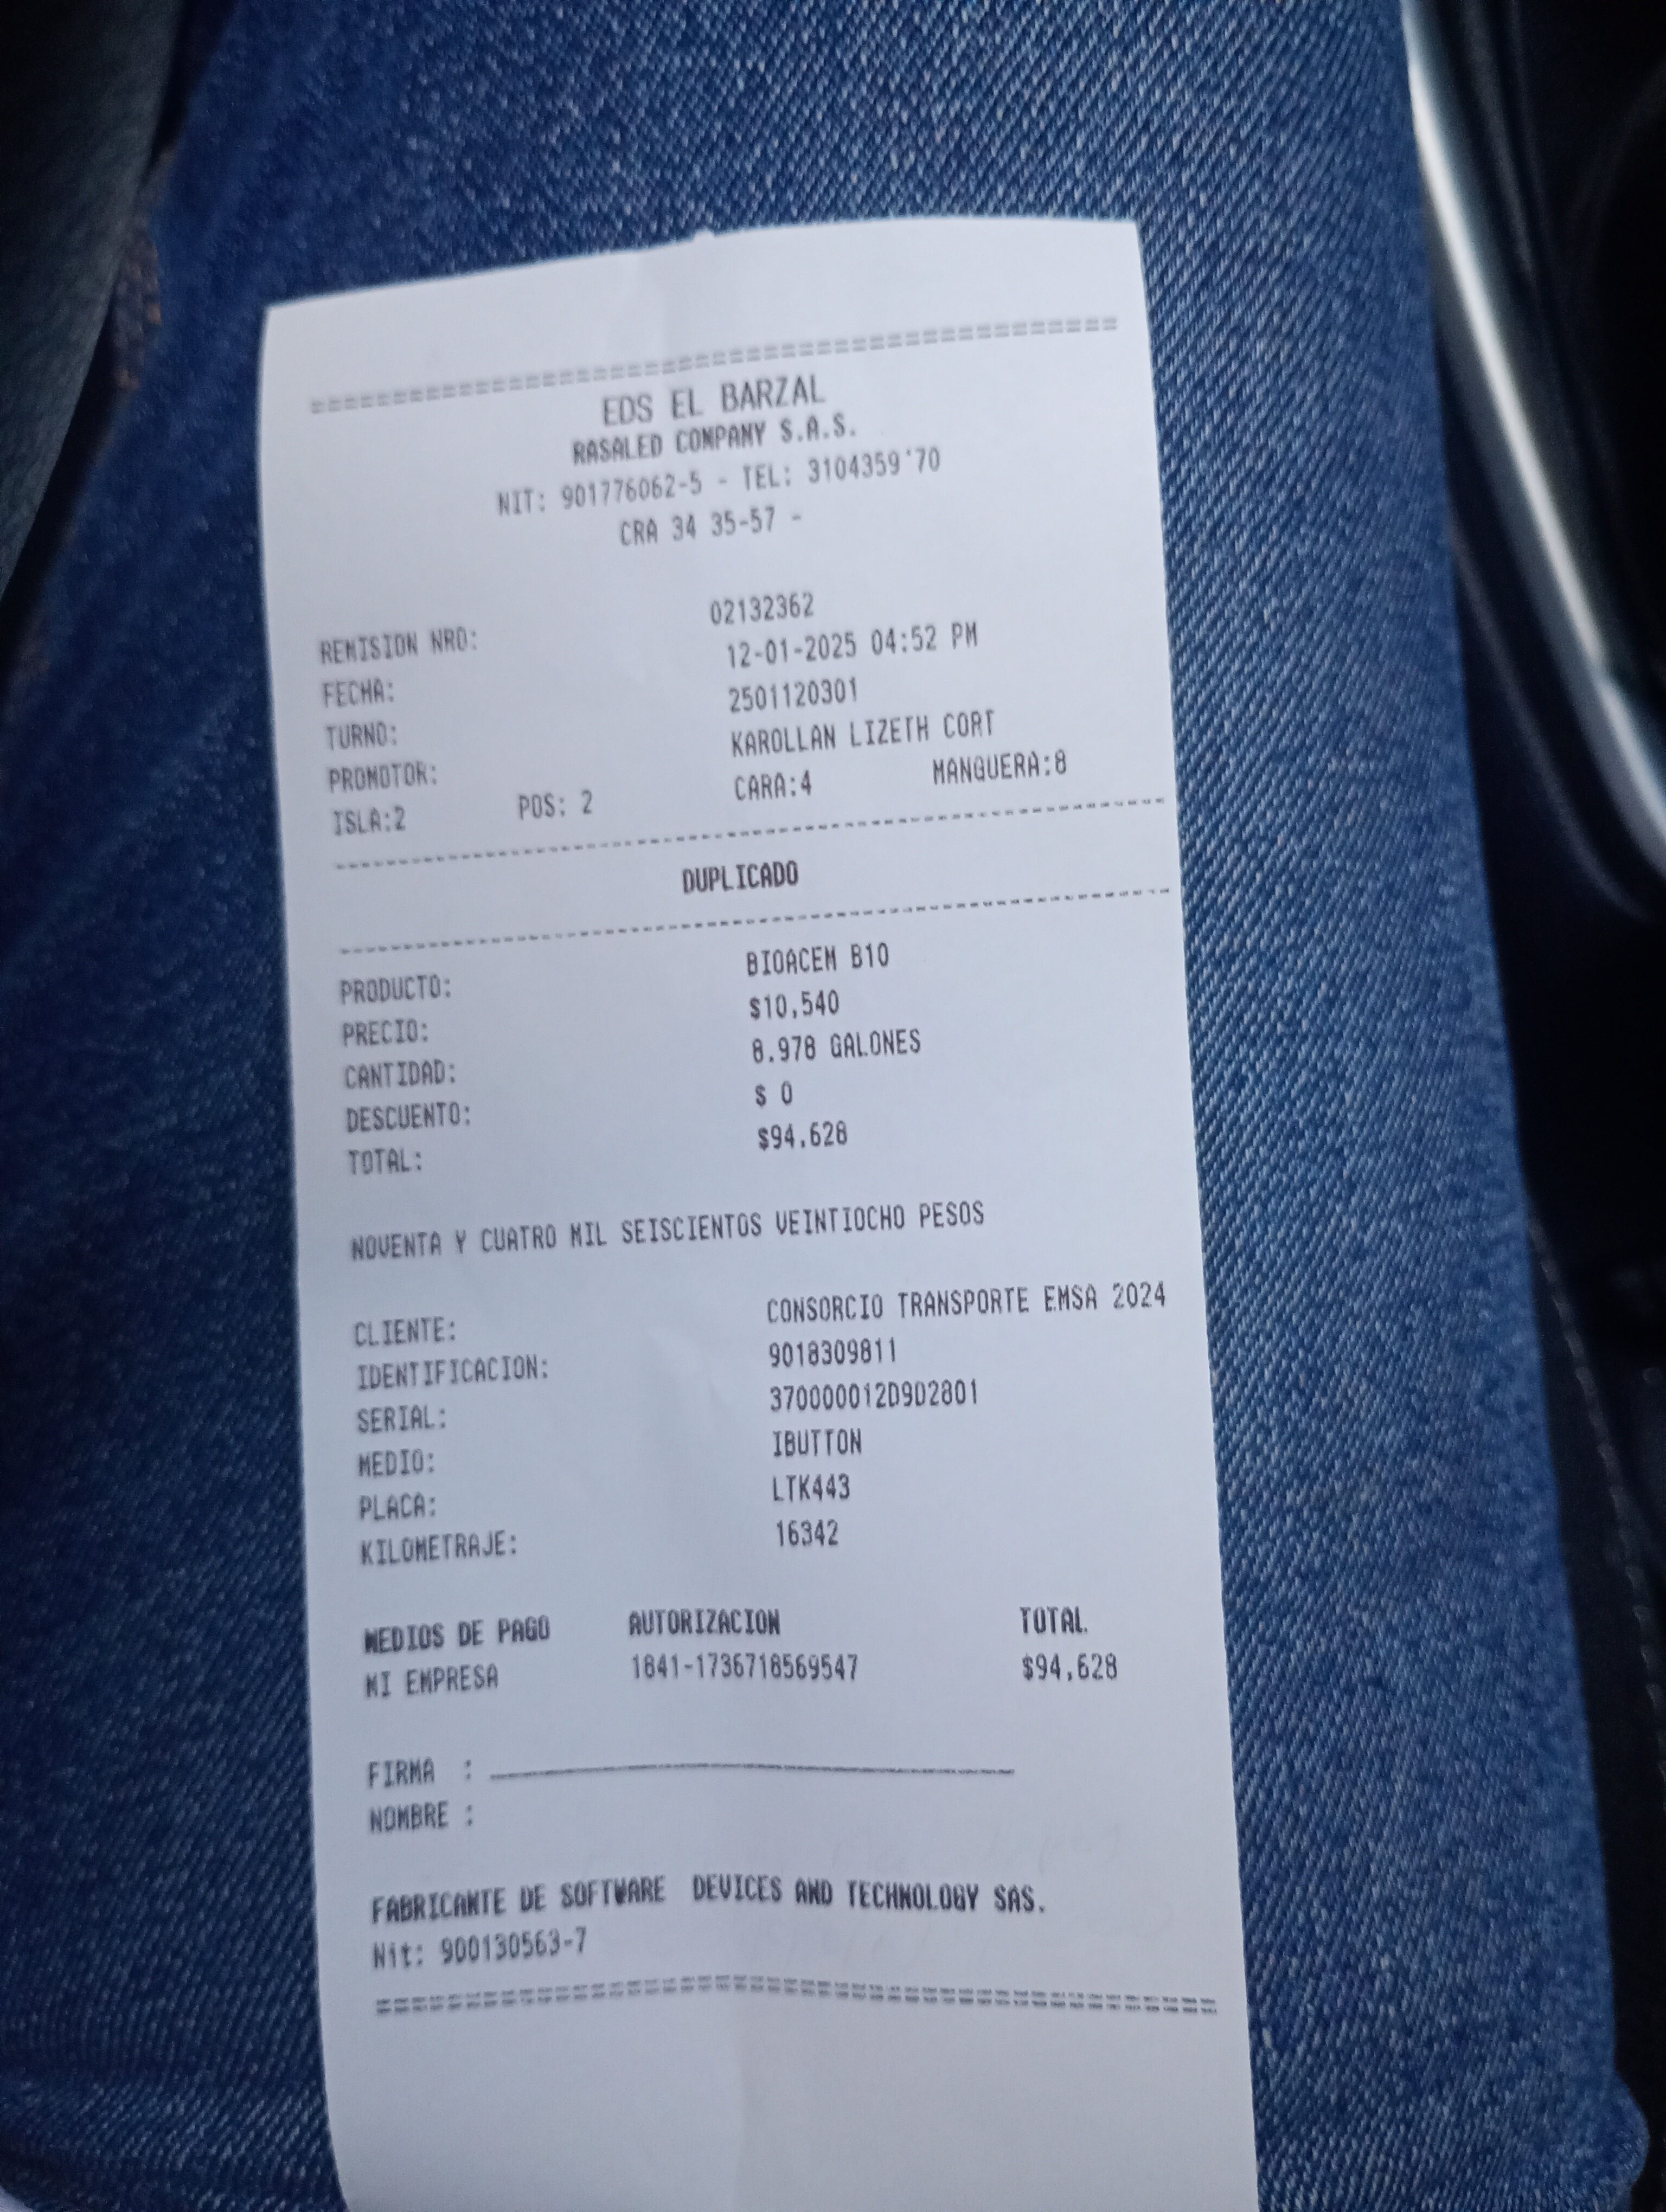 ========================================
EDS EL BARZAL
RASALED COMPANY S.A.S.
NIT: 901776062-5 - TEL: 3104359'70
CRA 34 35-57 -
REMISION NRO: 02132362
FECHA: 12-01-2025 04:52 PM
TURNO: 2501120301
PROMOTOR: KAROLLAN LIZETH CORT
ISLA:2 POS: 2 CARA:4 MANGUERA:8
DUPLICADO
PRODUCTO: BIOACEM B10
PRECIO: $10,540
CANTIDAD: 8.978 GALONES
DESCUENTO: $ 0
TOTAL: $94,628
NOVENTA Y CUATRO MIL SEISCIENTOS VEINTIOCHO PESOS
CLIENTE: CONSORCIO TRANSPORTE EMSA 2024
IDENTIFICACION: 9018309811
SERIAL: 370000012D9D2801
MEDIO: IBUTTON
PLACA: LTK443
KILOMETRAJE: 16342
MEDIOS DE PAGO AUTORIZACION TOTAL
MI EMPRESA 1841-1736718569547 $94,628
FIRMA :
NOMBRE :
FABRICANTE DE SOFTWARE DEVICES AND TECHNOLOGY SAS.
Nit: 900130563-7
========================================